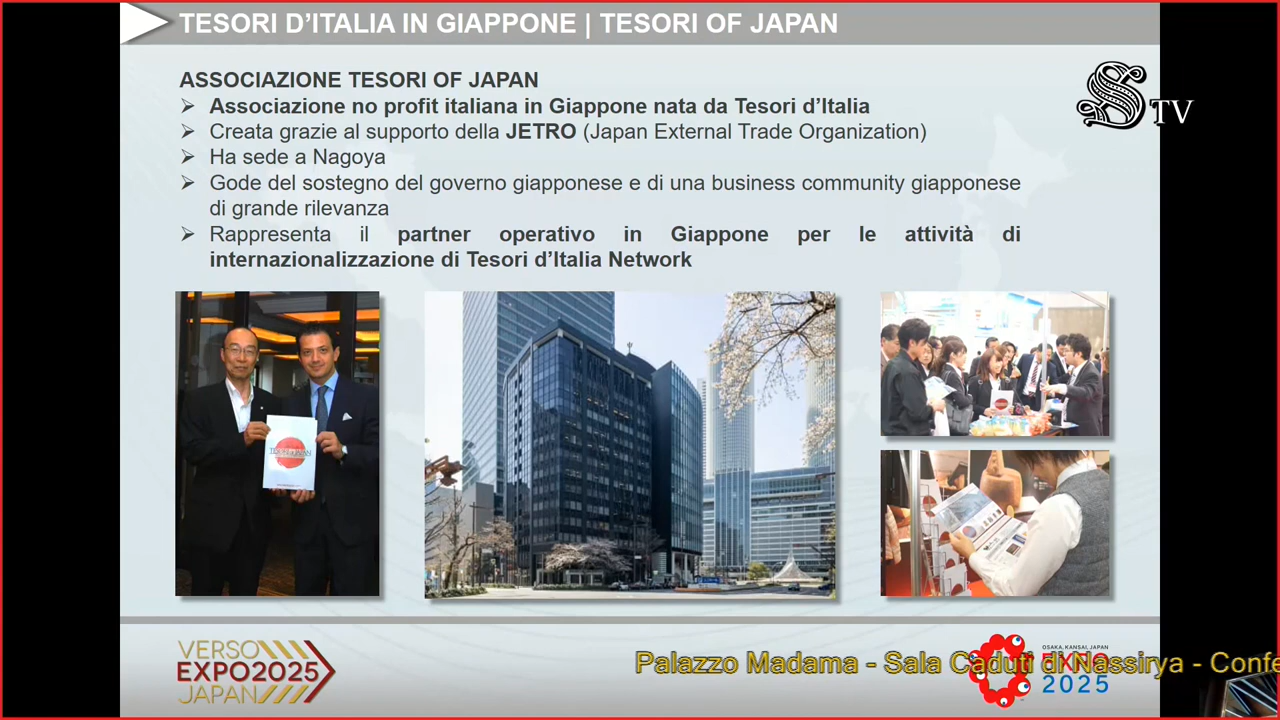 TESORI D’ITALIA IN GIAPPONE | TESORI OF JAPAN
S TV
ASSOCIAZIONE TESORI OF JAPAN
Associazione no profit italiana in Giappone nata da Tesori d’Italia
Creata grazie al supporto della JETRO (Japan External Trade Organization)
Ha sede a Nagoya
Gode del sostegno del governo giapponese e di una business community giapponese
di grande rilevanza
Rappresenta il partner operativo in Giappone per le attività di
internazionalizzazione di Tesori d’Italia Network
VERSO
EXPO2025
JAPAN
OSAKA, KANSAI, JAPAN
EXPO
2025
Palazzo Madama - Sala Caduti di Nassirya - Confe